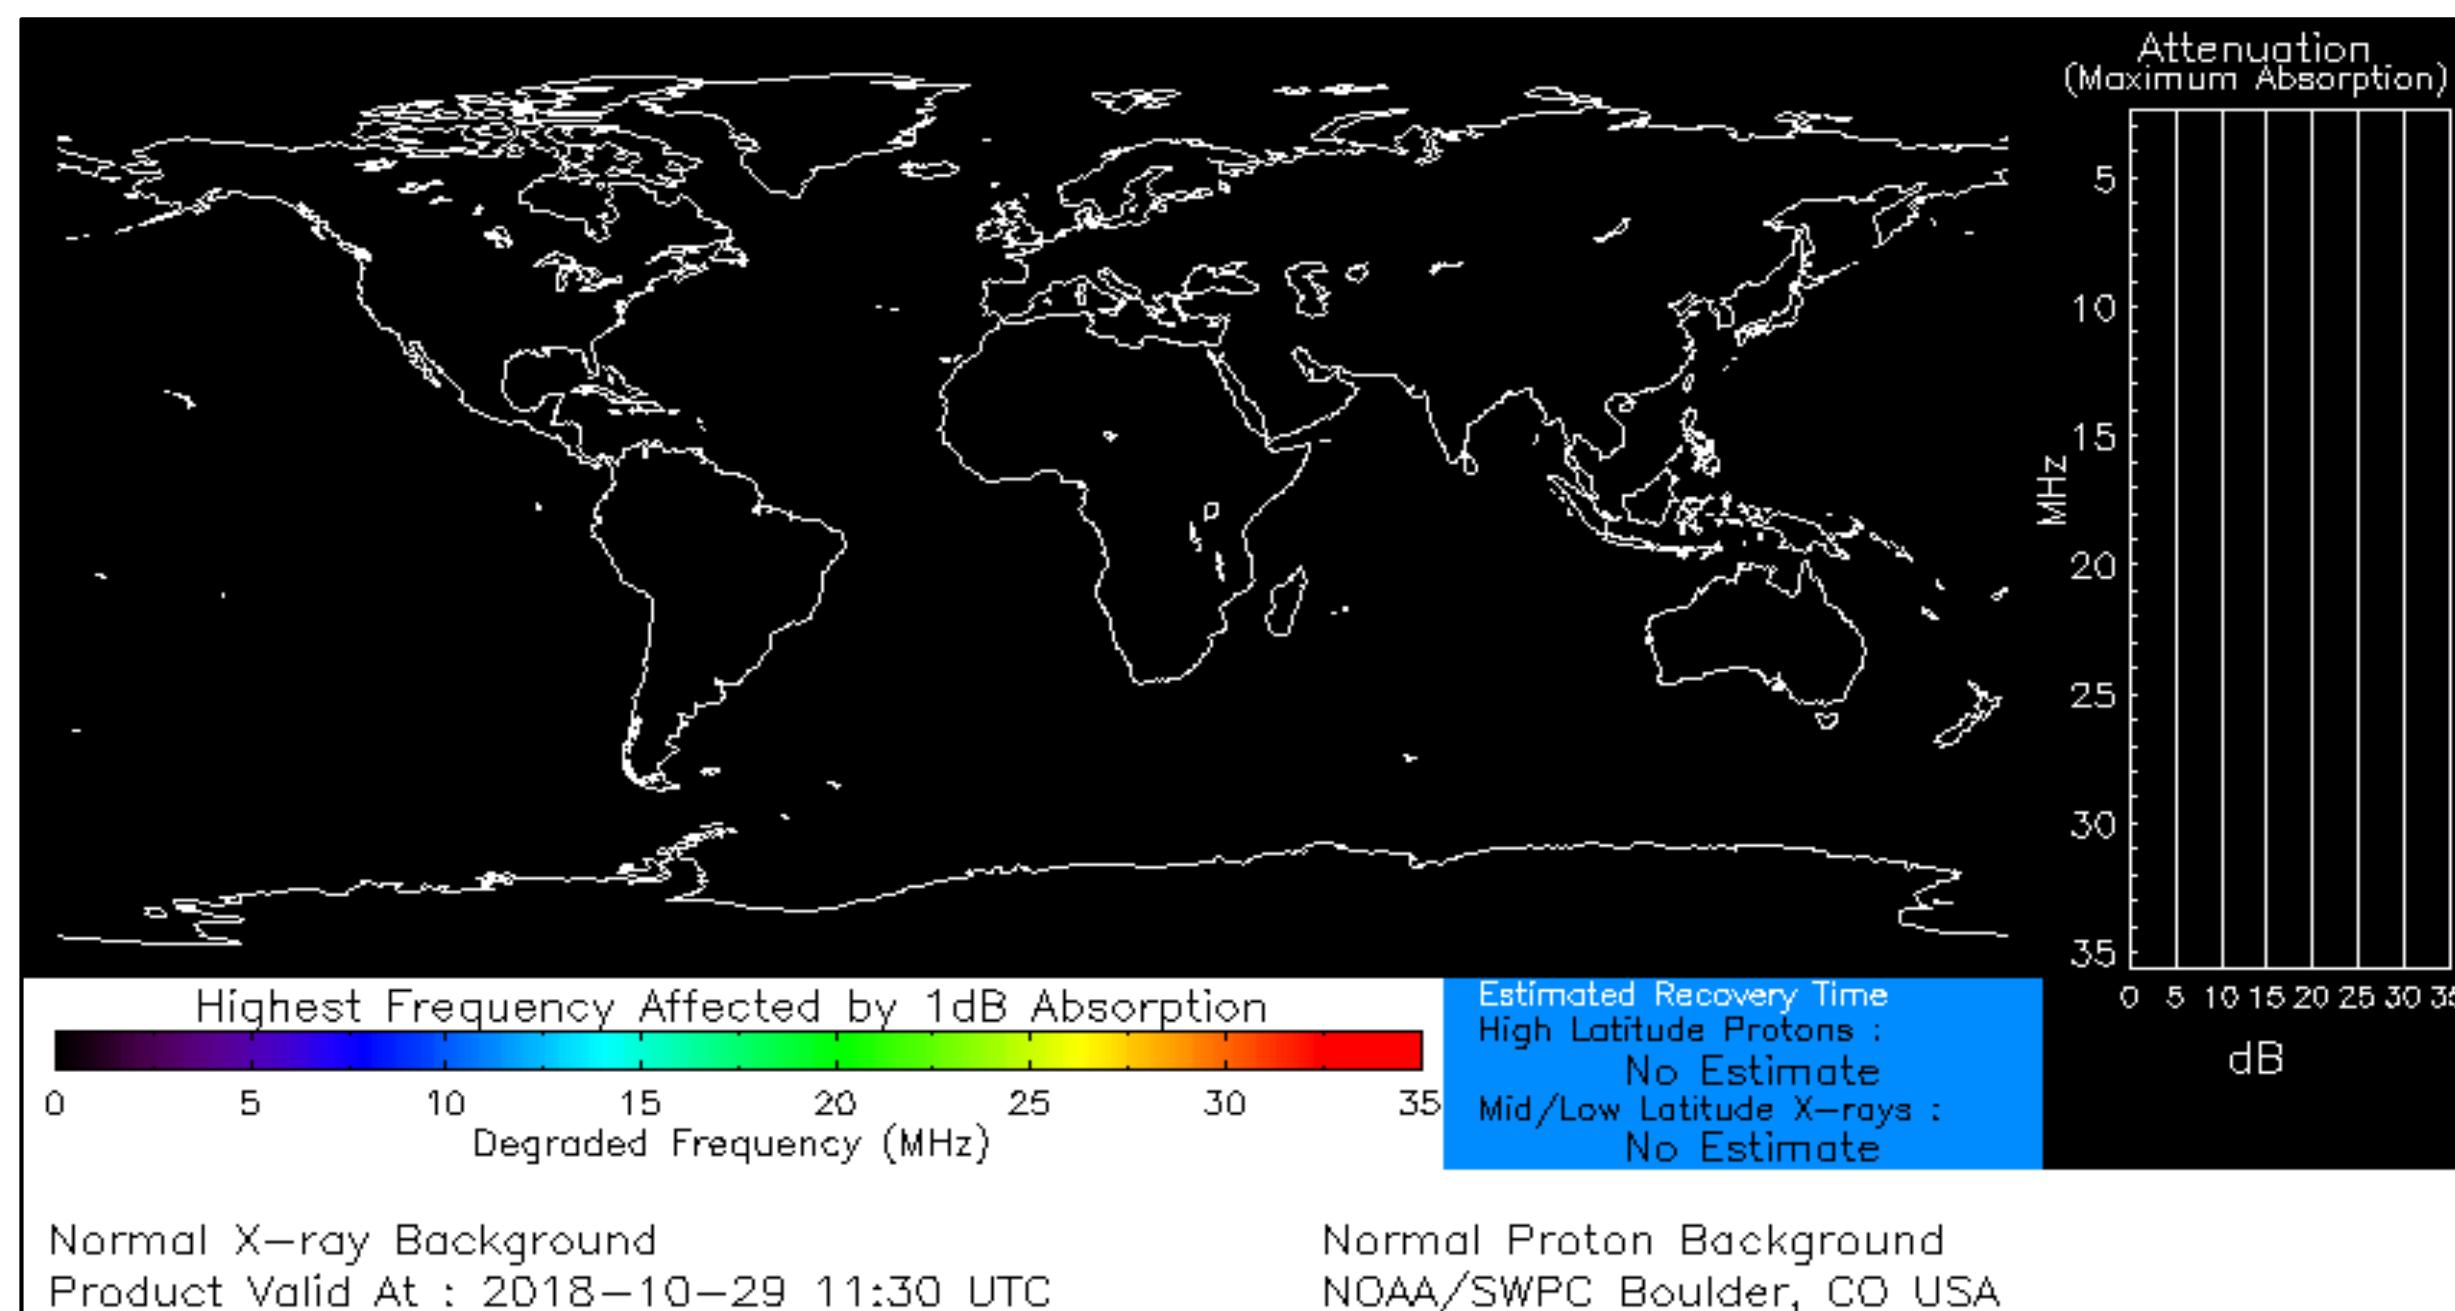 Attenuation
(Maximum Absorption)
5
10
15
20
25
30
35
MHz
0 5 10 15 20 25 30 35
dB
Highest Frequency Affected by 1dB Absorption
0 5 10 15 20 25 30 35
Degraded Frequency (MHz)
Estimated Recovery Time
High Latitude Protons :
No Estimate
Mid/Low Latitude X-rays :
No Estimate
Normal X-ray Background
Normal Proton Background
Product Valid At : 2018-10-29 11:30 UTC
NOAA/SWPC Boulder, CO USA